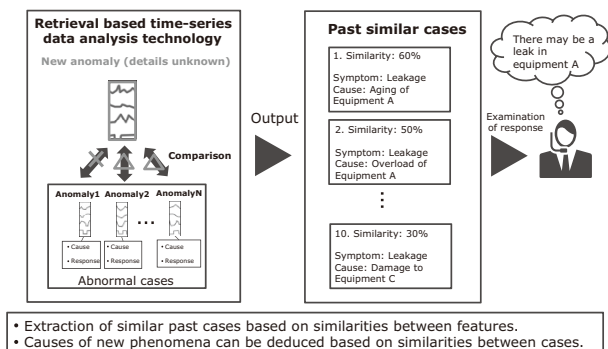 Retrieval based time-series
data analysis technology
New anomaly (details unknown)
Comparison
Anomaly1 Anomaly2 AnomalyN
...
• Cause
• Response
• Cause
• Response
• Cause
• Response
Abnormal cases
Output
Past similar cases
1. Similarity: 60%
Symptom: Leakage
Cause: Aging of
Equipment A
2. Similarity: 50%
Symptom: Leakage
Cause: Overload of
Equipment A
⋮
10. Similarity: 30%
Symptom: Leakage
Cause: Damage to
Equipment C
Examination
of response
There may be a
leak in
equipment A
• Extraction of similar past cases based on similarities between features.
• Causes of new phenomena can be deduced based on similarities between cases.